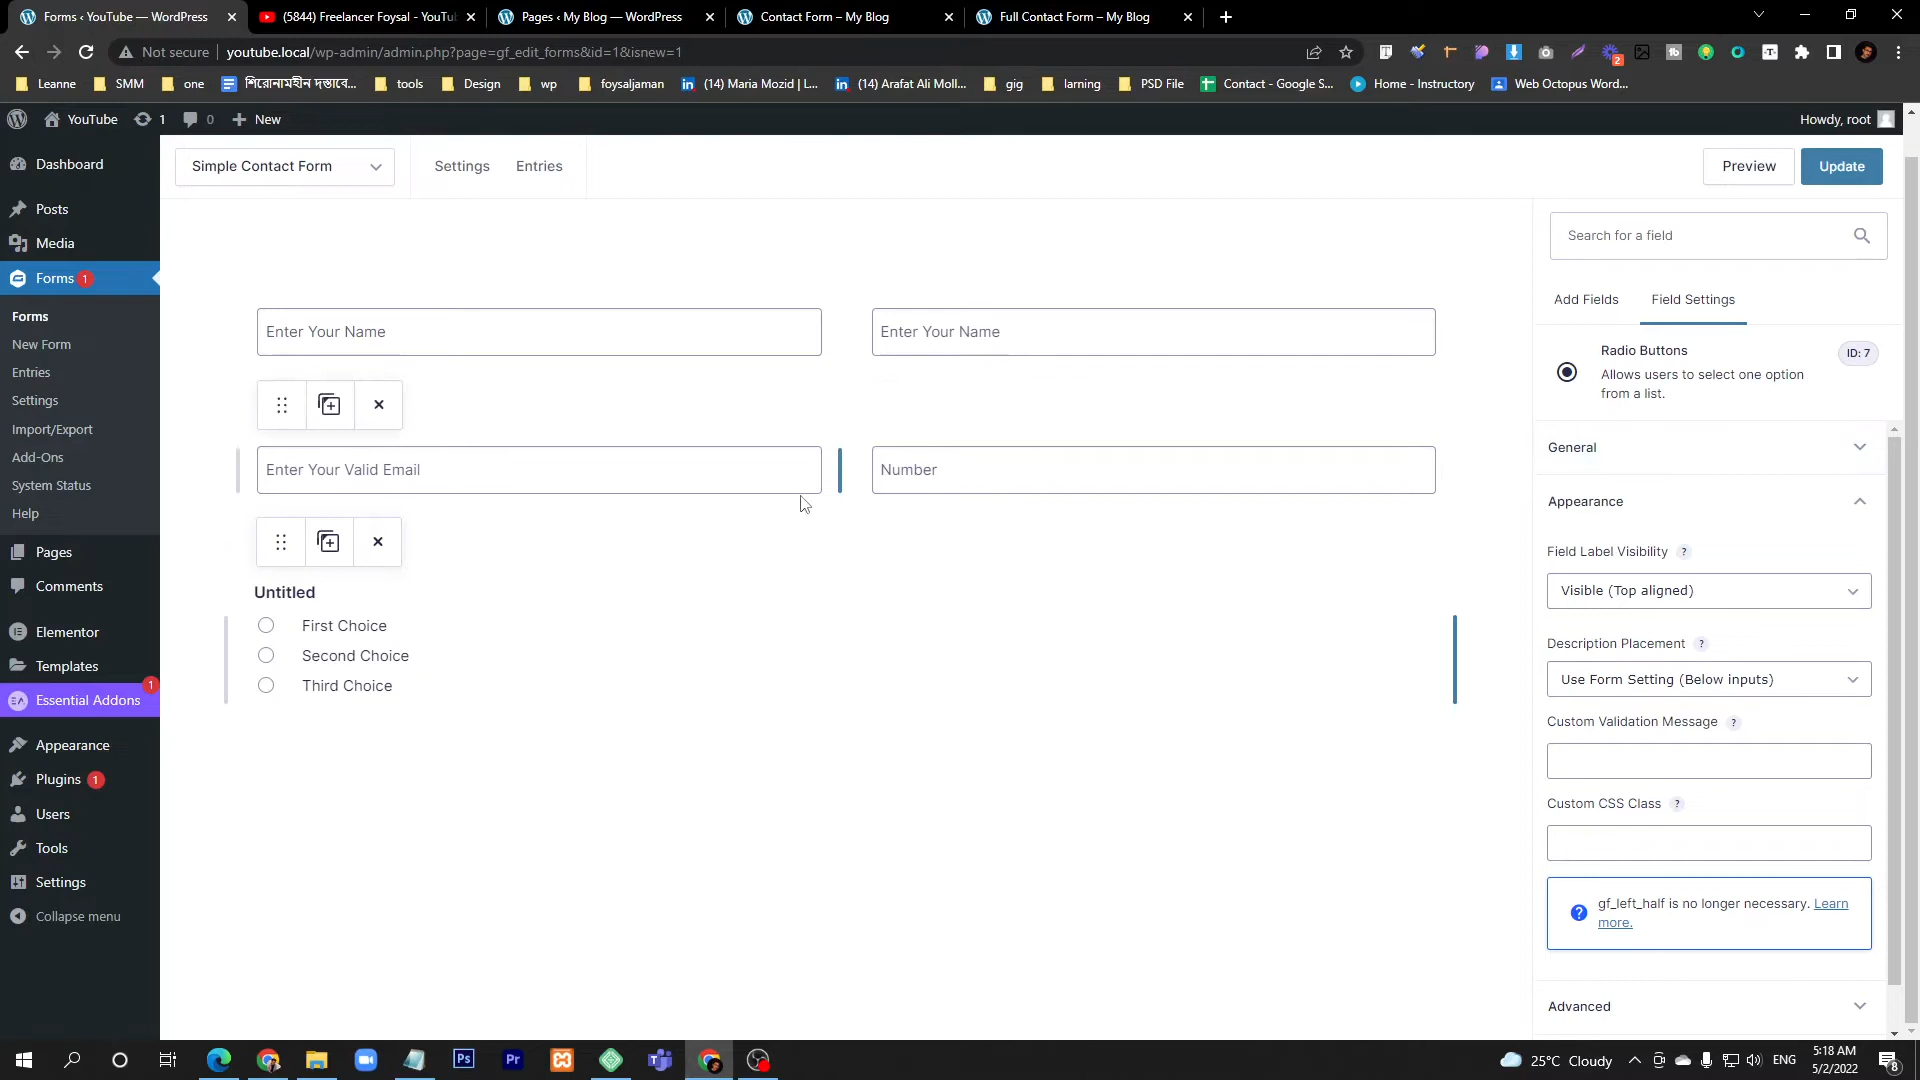 Forms ‹ YouTube — WordPress
(5844) Freelancer Foysal - YouTu
Pages ‹ My Blog — WordPress
Contact Form – My Blog
Full Contact Form – My Blog
Not secure
youtube.local/wp-admin/admin.php?page=gf_edit_forms&id=1&isnew=1
Leanne
SMM
one
শিরোনামহীন দস্তাবে...
tools
Design
wp
foysaljaman
(14) Maria Mozid | L...
(14) Arafat Ali Moll...
gig
larning
PSD File
Contact - Google S...
Home - Instructory
Web Octopus Word...
YouTube
1
0
New
Howdy, root
Dashboard
Posts
Media
Forms 1
Forms
New Form
Entries
Settings
Import/Export
Add-Ons
System Status
Help
Pages
Comments
Elementor
Templates
Essential Addons 1
Appearance
Plugins 1
Users
Tools
Settings
Collapse menu
Simple Contact Form
Settings
Entries
Preview
Update
Enter Your Name
Enter Your Name
Enter Your Valid Email
Number
Untitled
First Choice
Second Choice
Third Choice
Search for a field
Add Fields
Field Settings
Radio Buttons
ID: 7
Allows users to select one option
from a list.
General
Appearance
Field Label Visibility ?
Visible (Top aligned)
Description Placement ?
Use Form Setting (Below inputs)
Custom Validation Message ?
Custom CSS Class ?
gf_left_half is no longer necessary. Learn
more.
Advanced
25°C Cloudy
ENG
5:18 AM
5/2/2022
8